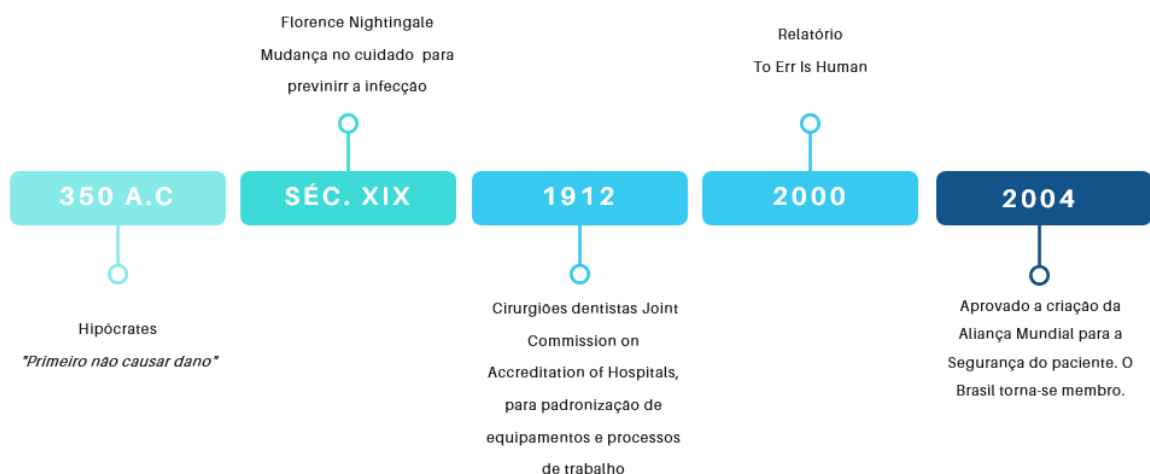 350 A.C
Hipócrates
"Primeiro não causar dano"
Florence Nightingale
Mudança no cuidado para
previnirr a infecção
SÉC. XIX
1912
Cirurgiões dentistas Joint
Commission on
Accreditation of Hospitals,
para padronização de
equipamentos e processos
de trabalho
Relatório
To Err Is Human
2000
2004
Aprovado a criação da
Aliança Mundial para a
Segurança do paciente. O
Brasil torna-se membro.